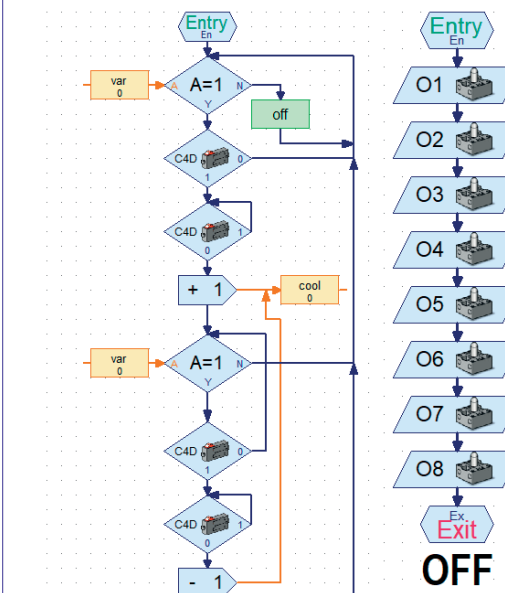 Entry
En
var
0
A
A=1
N
Y
off
C4D
0
1
C4D
1
0
+ 1
cool
0
var
0
A
A=1
N
Y
C4D
0
1
C4D
1
0
- 1
Entry
En
O1
O2
O3
O4
O5
O6
O7
O8
Ex
Exit
OFF